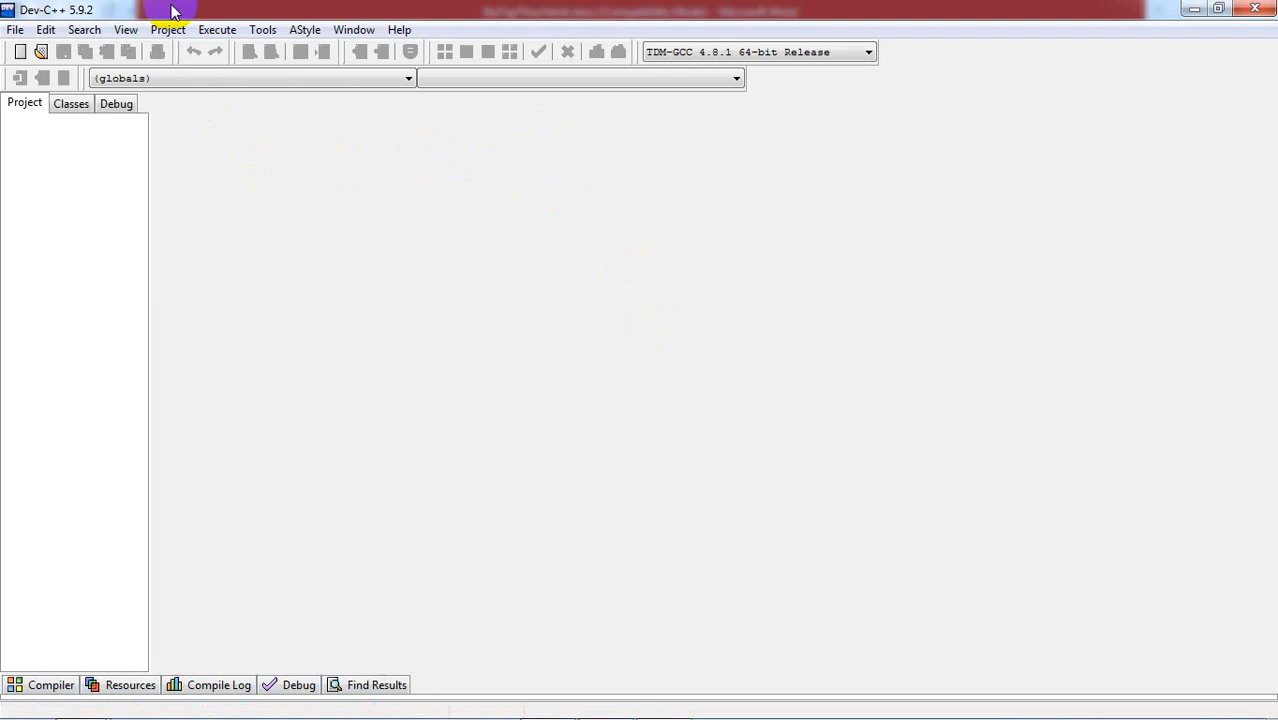 Dev-C++ 5.9.2
File Edit Search View Project Execute Tools AStyle Window Help
TDM-GCC 4.8.1 64-bit Release
(globals)
Project Classes Debug
Compiler Resources Compile Log Debug Find Results